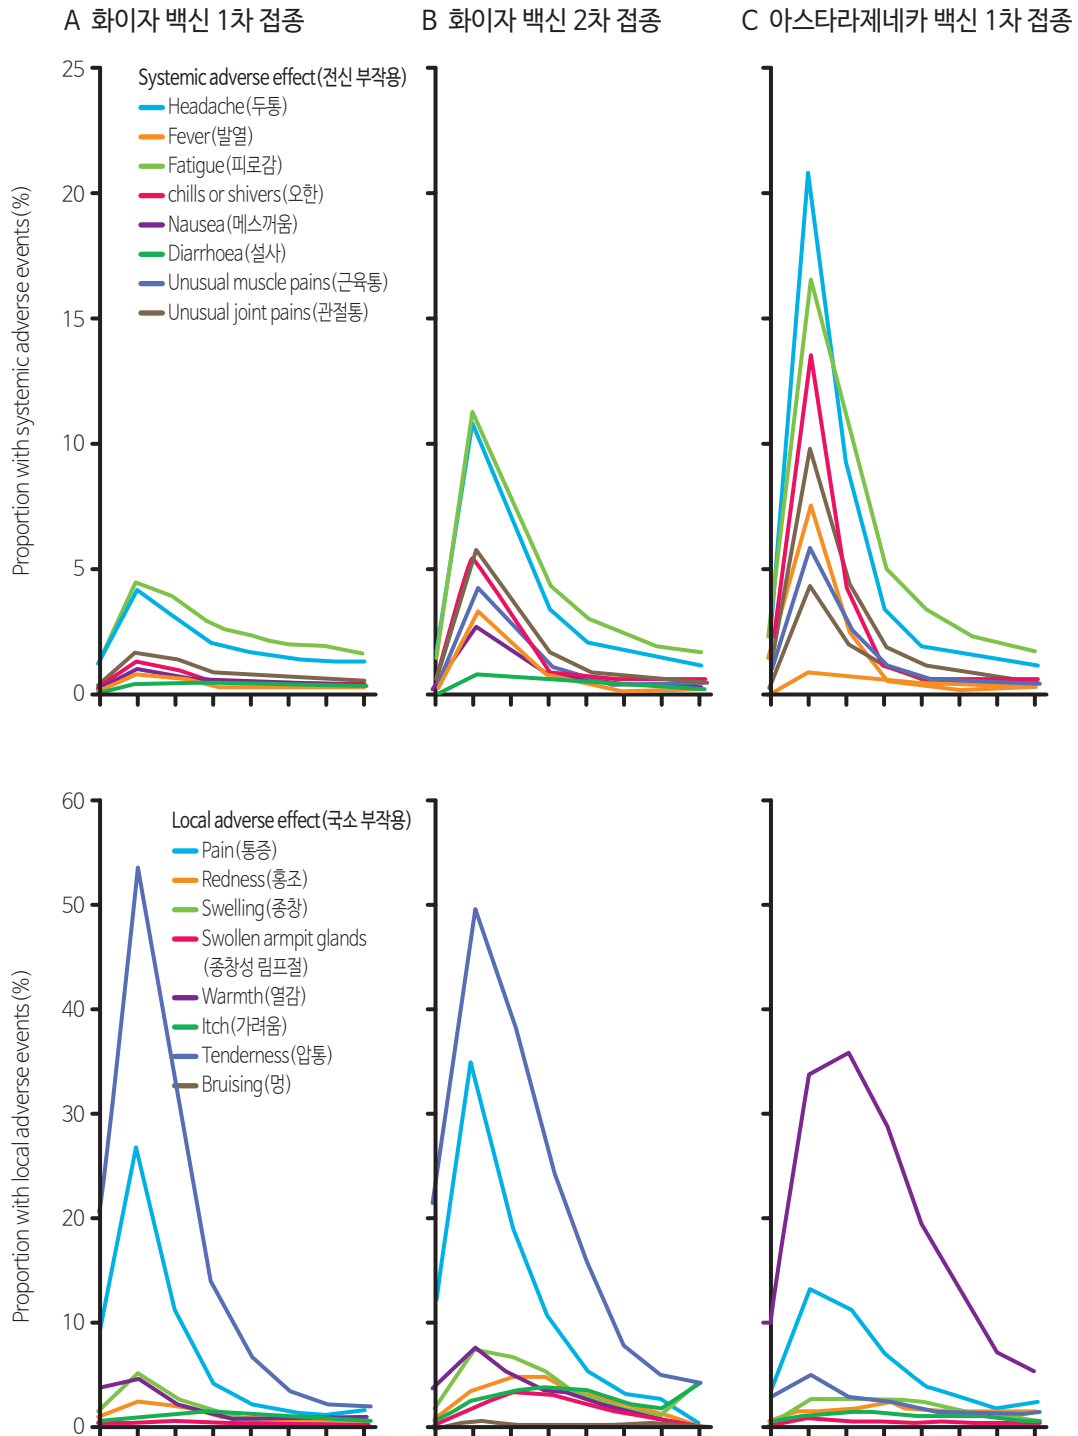 A 화이자 백신 1차 접종
B 화이자 백신 2차 접종
C 아스타라제네카 백신 1차 접종
Proportion with systemic adverse events(%)
25
20
15
10
5
0
Systemic adverse effect(전신 부작용)
Headache(두통)
Fever(발열)
Fatigue(피로감)
chills or shivers(오한)
Nausea(메스꺼움)
Diarrhoea(설사)
Unusual muscle pains(근육통)
Unusual joint pains(관절통)
Proportion with local adverse events(%)
60
50
40
30
20
10
0
Local adverse effect(국소 부작용)
Pain(통증)
Redness(홍조)
Swelling(종창)
Swollen armpit glands
(종창성 림프절)
Warmth(열감)
Itch(가려움)
Tenderness(압통)
Bruising(멍)